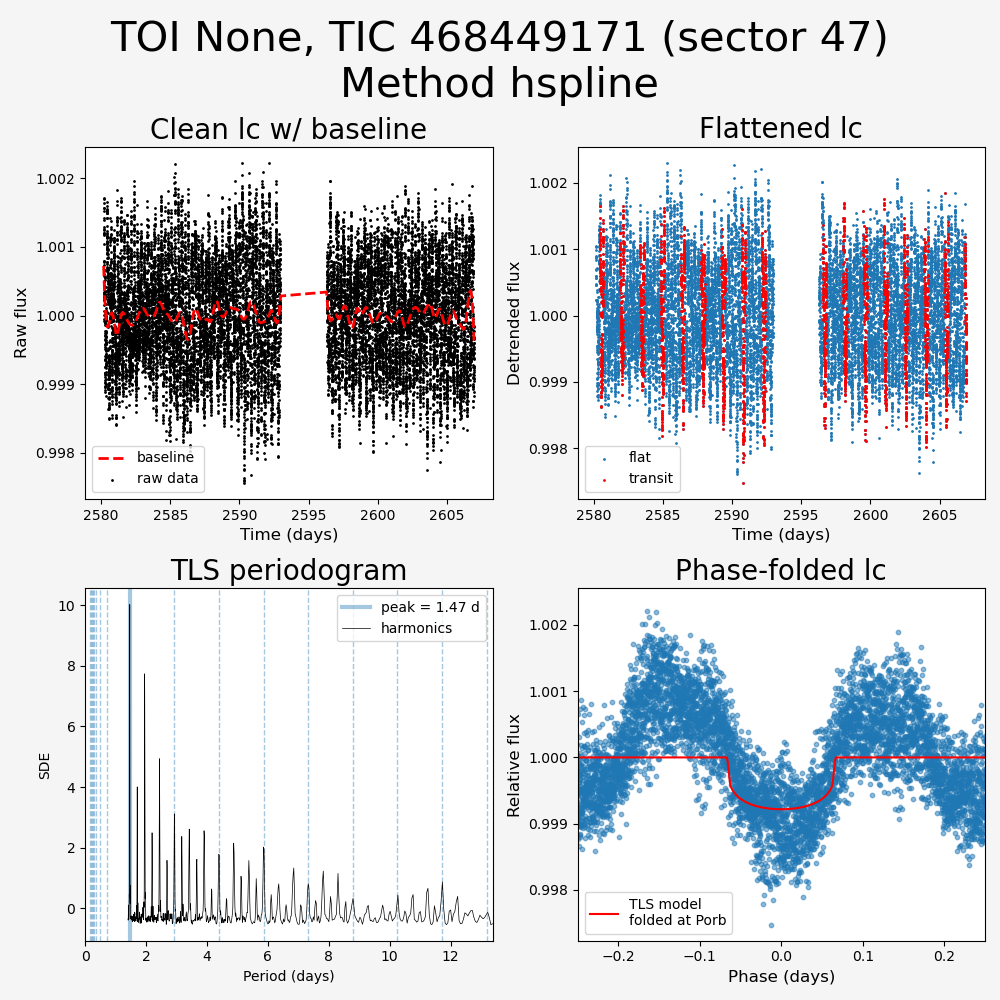 TOI None, TIC 468449171 (sector 47)
Method hspline
Clean lc w/ baseline
Raw flux
1.002
1.001
1.000
0.999
0.998
baseline
raw data
2580 2585 2590 2595 2600 2605
Time (days)
Flattened lc
Detrended flux
1.002
1.001
1.000
0.999
0.998
flat
transit
2580 2585 2590 2595 2600 2605
Time (days)
TLS periodogram
SDE
10
8
6
4
2
0
peak = 1.47 d
harmonics
0 2 4 6 8 10 12
Period (days)
Phase-folded lc
Relative flux
1.002
1.001
1.000
0.999
0.998
TLS model
folded at Porb
−0.2 −0.1 0.0 0.1 0.2
Phase (days)